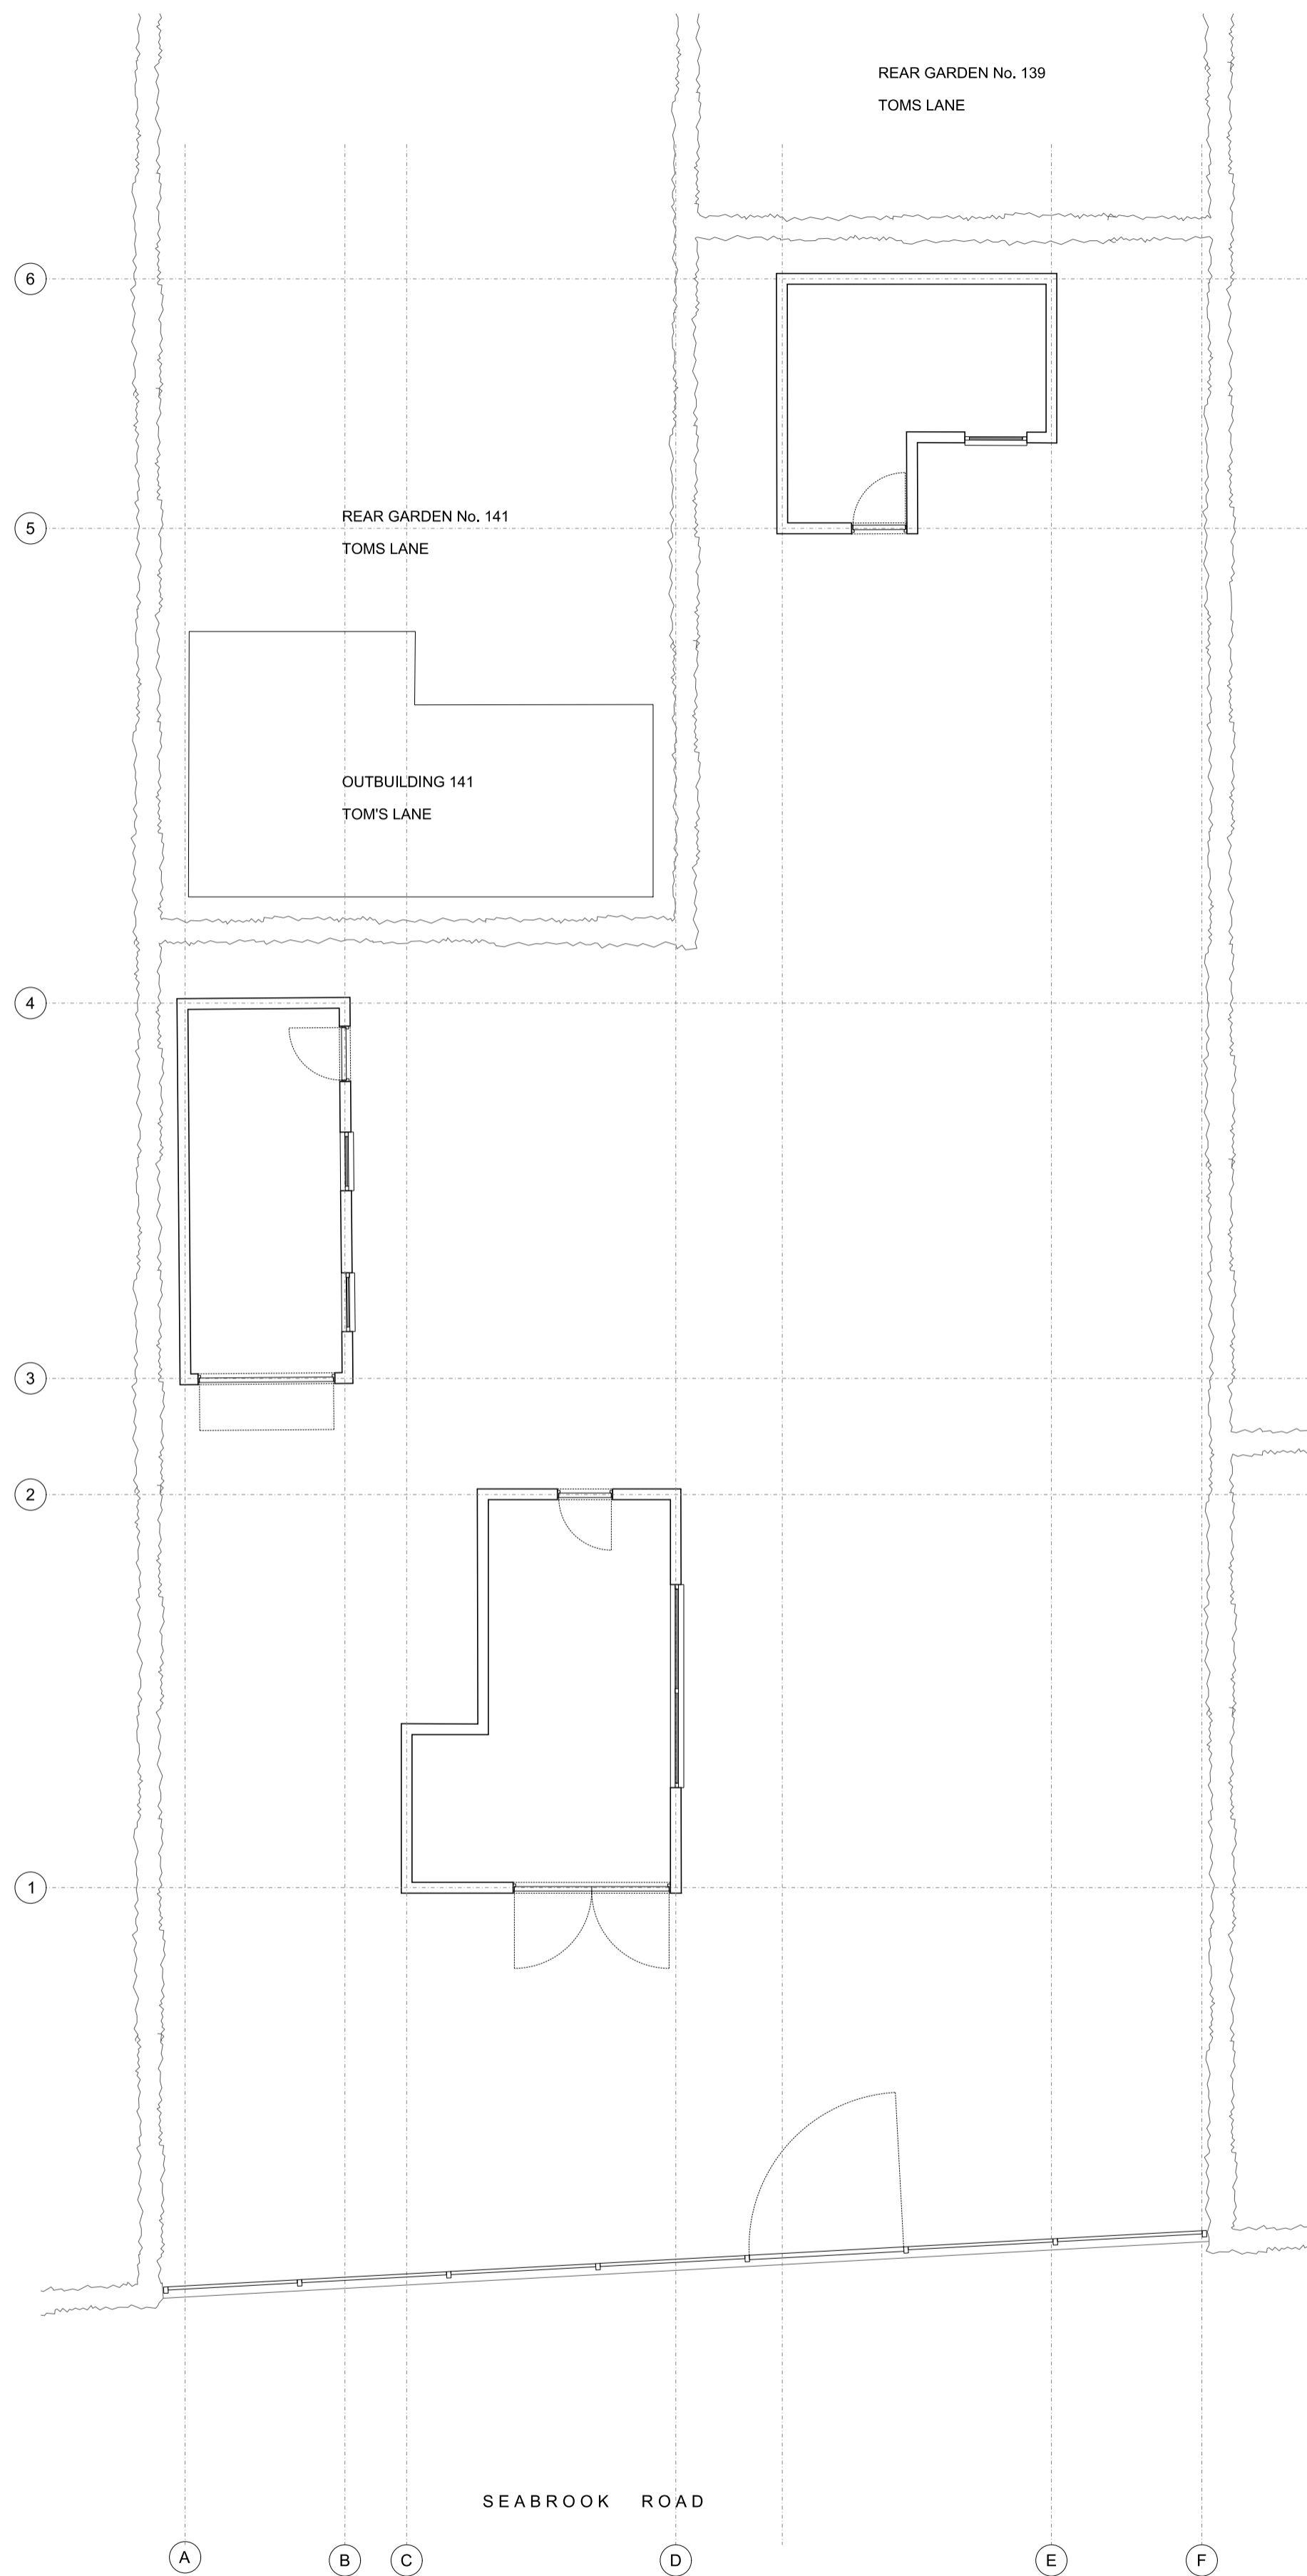 REAR GARDEN No. 139
TOMS LANE
6
5
REAR GARDEN No. 141
TOMS LANE
OUTBUILDING 141
TOM'S LANE
4
3
2
1
SEABROOK ROAD
A B C D E F